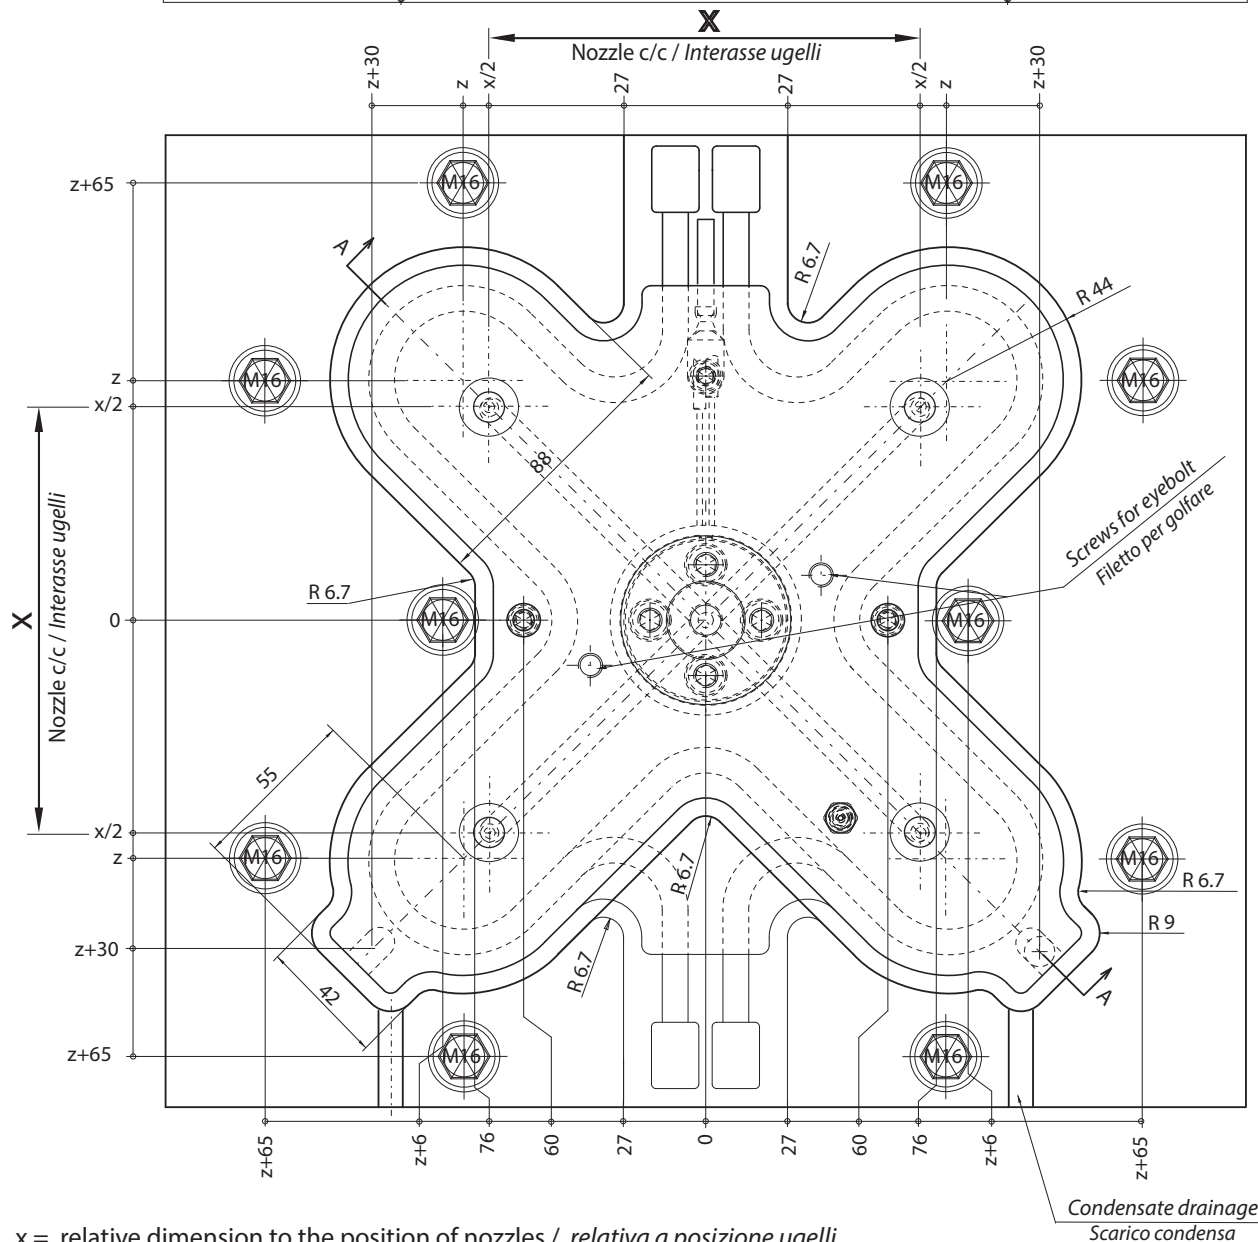 X
Nozzle c/c / Interasse ugelli
z+30
z
x/2
27
27
x/2
z
z+30
z+65
M16
M16
A
R 6.7
R 44
z
M16
M16
x/2
88
Screws for eyebolt
Filetto per golfare
X
Nozzle c/c / Interasse ugelli
R 6.7
0
M16
M16
55
x/2
z
M16
M16
R 6.7
R 6.7
R 9
z+30
R 6.7
42
A
z+65
M16
M16
z+65
z+6
76
60
27
0
27
60
76
z+6
z+65
Condensate drainage
Scarico condensa
x = relative dimension to the position of nozzles / relativa a posizione ugelli